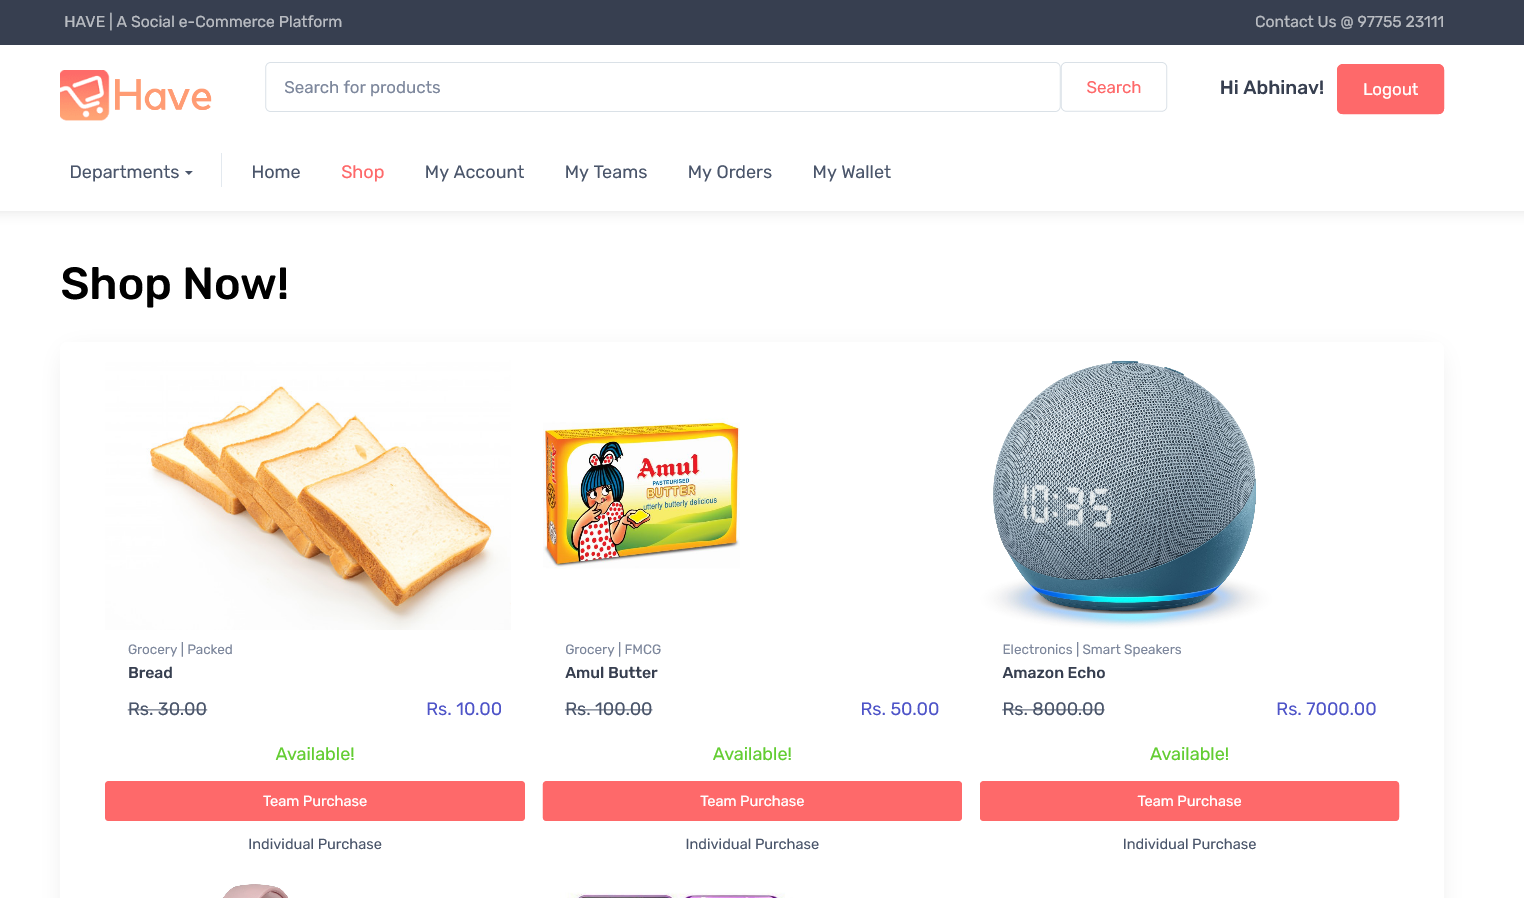 HAVE | A Social e-Commerce Platform
Contact Us @ 97755 23111
Have
Search for products
Search
Hi Abhinav!
Logout
Departments
Home
Shop
My Account
My Teams
My Orders
My Wallet
Shop Now!
Amul
PASTEURISED
BUTTER
utterly butterly delicious
10:35
Grocery | Packed
Bread
Rs. 30.00
Rs. 10.00
Available!
Team Purchase
Individual Purchase
Grocery | FMCG
Amul Butter
Rs. 100.00
Rs. 50.00
Available!
Team Purchase
Individual Purchase
Electronics | Smart Speakers
Amazon Echo
Rs. 8000.00
Rs. 7000.00
Available!
Team Purchase
Individual Purchase